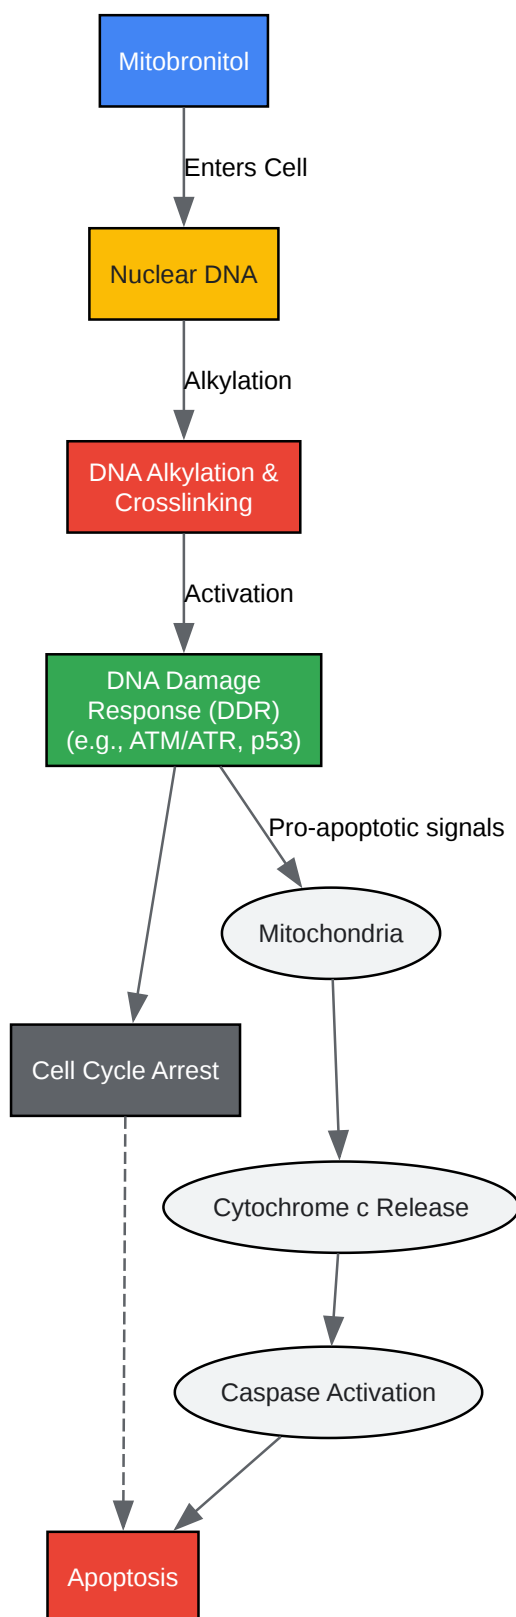 Mitobronitol
Enters Cell
Nuclear DNA
Alkylation
DNA Alkylation &
Crosslinking
Activation
DNA Damage
Response (DDR)
(e.g., ATM/ATR, p53)
Pro-apoptotic signals
Mitochondria
Cell Cycle Arrest
Cytochrome c Release
Caspase Activation
Apoptosis